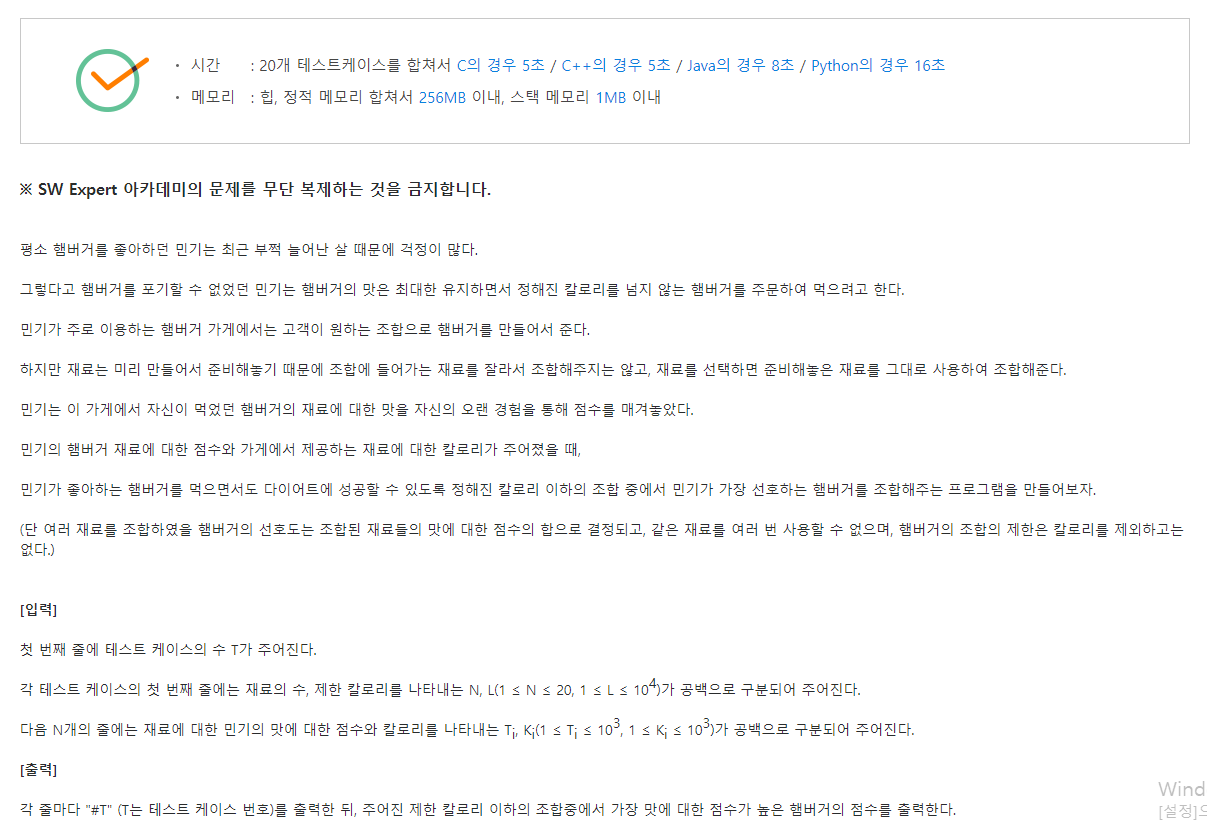 • 시간 : 20개 테스트케이스를 합쳐서 C의 경우 5초 / C++의 경우 5초 / Java의 경우 8초 / Python의 경우 16초
• 메모리 : 힙, 정적 메모리 합쳐서 256MB 이내, 스택 메모리 1MB 이내
※ SW Expert 아카데미의 문제를 무단 복제하는 것을 금지합니다.
평소 햄버거를 좋아하던 민기는 최근 부쩍 늘어난 살 때문에 걱정이 많다.
그렇다고 햄버거를 포기할 수 없었던 민기는 햄버거의 맛은 최대한 유지하면서 정해진 칼로리를 넘지 않는 햄버거를 주문하여 먹으려고 한다.
민기가 주로 이용하는 햄버거 가게에서는 고객이 원하는 조합으로 햄버거를 만들어서 준다.
하지만 재료는 미리 만들어서 준비해놓기 때문에 조합에 들어가는 재료를 잘라서 조합해주지는 않고, 재료를 선택하면 준비해놓은 재료를 그대로 사용하여 조합해준다.
민기는 이 가게에서 자신이 먹었던 햄버거의 재료에 대한 맛을 자신의 오랜 경험을 통해 점수를 매겨놓았다.
민기의 햄버거 재료에 대한 점수와 가게에서 제공하는 재료에 대한 칼로리가 주어졌을 때,
민기가 좋아하는 햄버거를 먹으면서도 다이어트에 성공할 수 있도록 정해진 칼로리 이하의 조합 중에서 민기가 가장 선호하는 햄버거를 조합해주는 프로그램을 만들어보자.
(단 여러 재료를 조합하였을 햄버거의 선호도는 조합된 재료들의 맛에 대한 점수의 합으로 결정되고, 같은 재료를 여러 번 사용할 수 없으며, 햄버거의 조합의 제한은 칼로리를 제외하고는
없다.)
[입력]
첫 번째 줄에 테스트 케이스의 수 T가 주어진다.
각 테스트 케이스의 첫 번째 줄에는 재료의 수, 제한 칼로리를 나타내는 N, L(1 ≤ N ≤ 20, 1 ≤ L ≤ 10⁴)가 공백으로 구분되어 주어진다.
다음 N개의 줄에는 재료에 대한 민기의 맛에 대한 점수와 칼로리를 나타내는 Tᵢ, Kᵢ(1 ≤ Tᵢ ≤ 10³, 1 ≤ Kᵢ ≤ 10³)가 공백으로 구분되어 주어진다.
[출력]
각 줄마다 "#T" (T는 테스트 케이스 번호)를 출력한 뒤, 주어진 제한 칼로리 이하의 조합중에서 가장 맛에 대한 점수가 높은 햄버거의 점수를 출력한다.
Wind
[설정]으